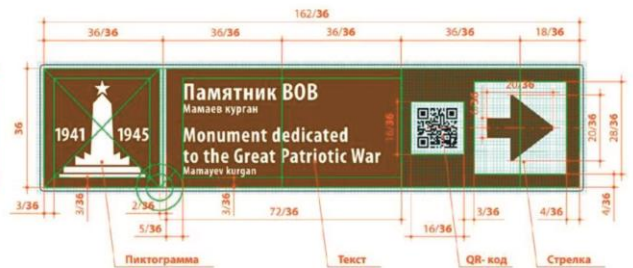 162/36
36/36 36/36 36/36 36/36 18/36
36
Памятник ВОВ
Мамаев курган
1941 1945
Monument dedicated
to the Great Patriotic War
Mamayev kurgan
16/36
20/36
20/36
28/36
3/36
3/36
2/36
5/36
3/36
72/36
16/36
3/36
4/36
4/36
Пиктограмма
Текст
QR- код
Стрелка